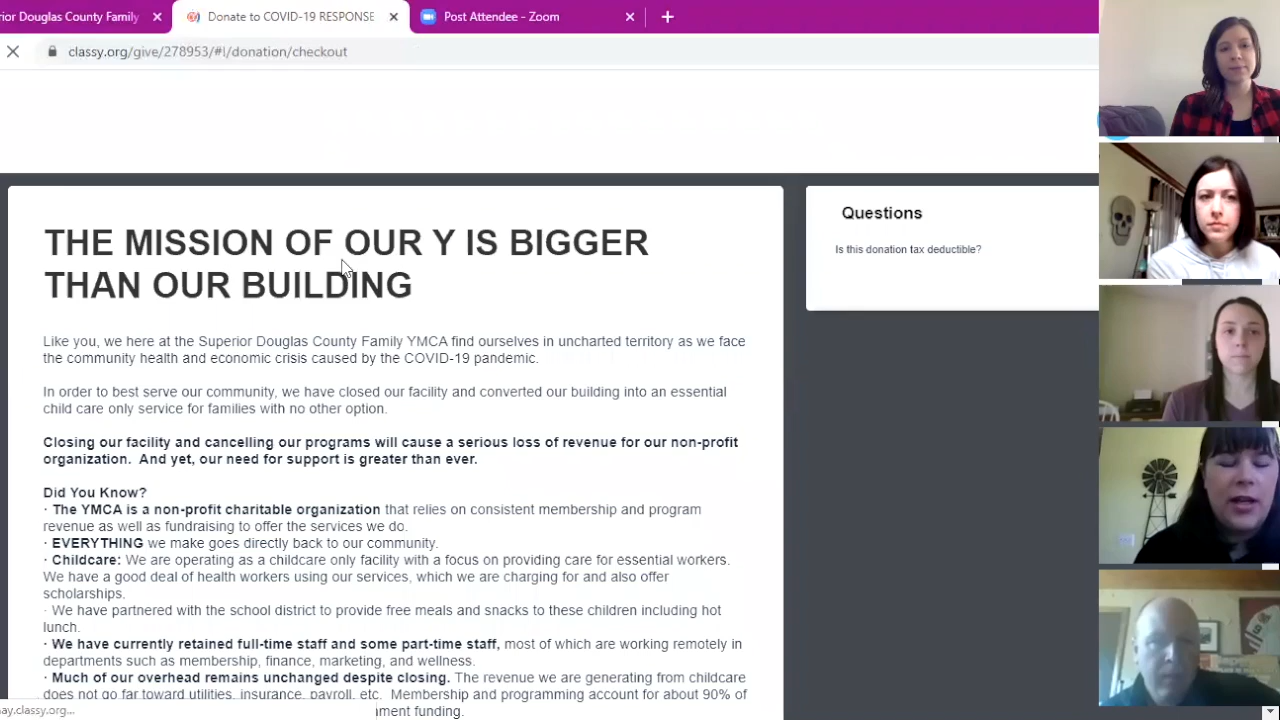 rior Douglas County Family
Donate to COVID-19 RESPONSE
Post Attendee - Zoom
classy.org/give/278953/#!/donation/checkout
THE MISSION OF OUR Y IS BIGGER
THAN OUR BUILDING
Questions
Is this donation tax deductible?
Like you, we here at the Superior Douglas County Family YMCA find ourselves in uncharted territory as we face
the community health and economic crisis caused by the COVID-19 pandemic.
In order to best serve our community, we have closed our facility and converted our building into an essential
child care only service for families with no other option.
Closing our facility and cancelling our programs will cause a serious loss of revenue for our non-profit
organization. And yet, our need for support is greater than ever.
Did You Know?
· The YMCA is a non-profit charitable organization that relies on consistent membership and program
revenue as well as fundraising to offer the services we do.
· EVERYTHING we make goes directly back to our community.
· Childcare: We are operating as a childcare only facility with a focus on providing care for essential workers.
We have a good deal of health workers using our services, which we are charging for and also offer
scholarships.
· We have partnered with the school district to provide free meals and snacks to these children including hot
lunch.
· We have currently retained full-time staff and some part-time staff, most of which are working remotely in
departments such as membership, finance, marketing, and wellness.
· Much of our overhead remains unchanged despite closing. The revenue we are generating from childcare
does not go far toward utilities, insurance, payroll, etc. Membership and programming account for about 90% of
nment funding.
ay.classy.org...